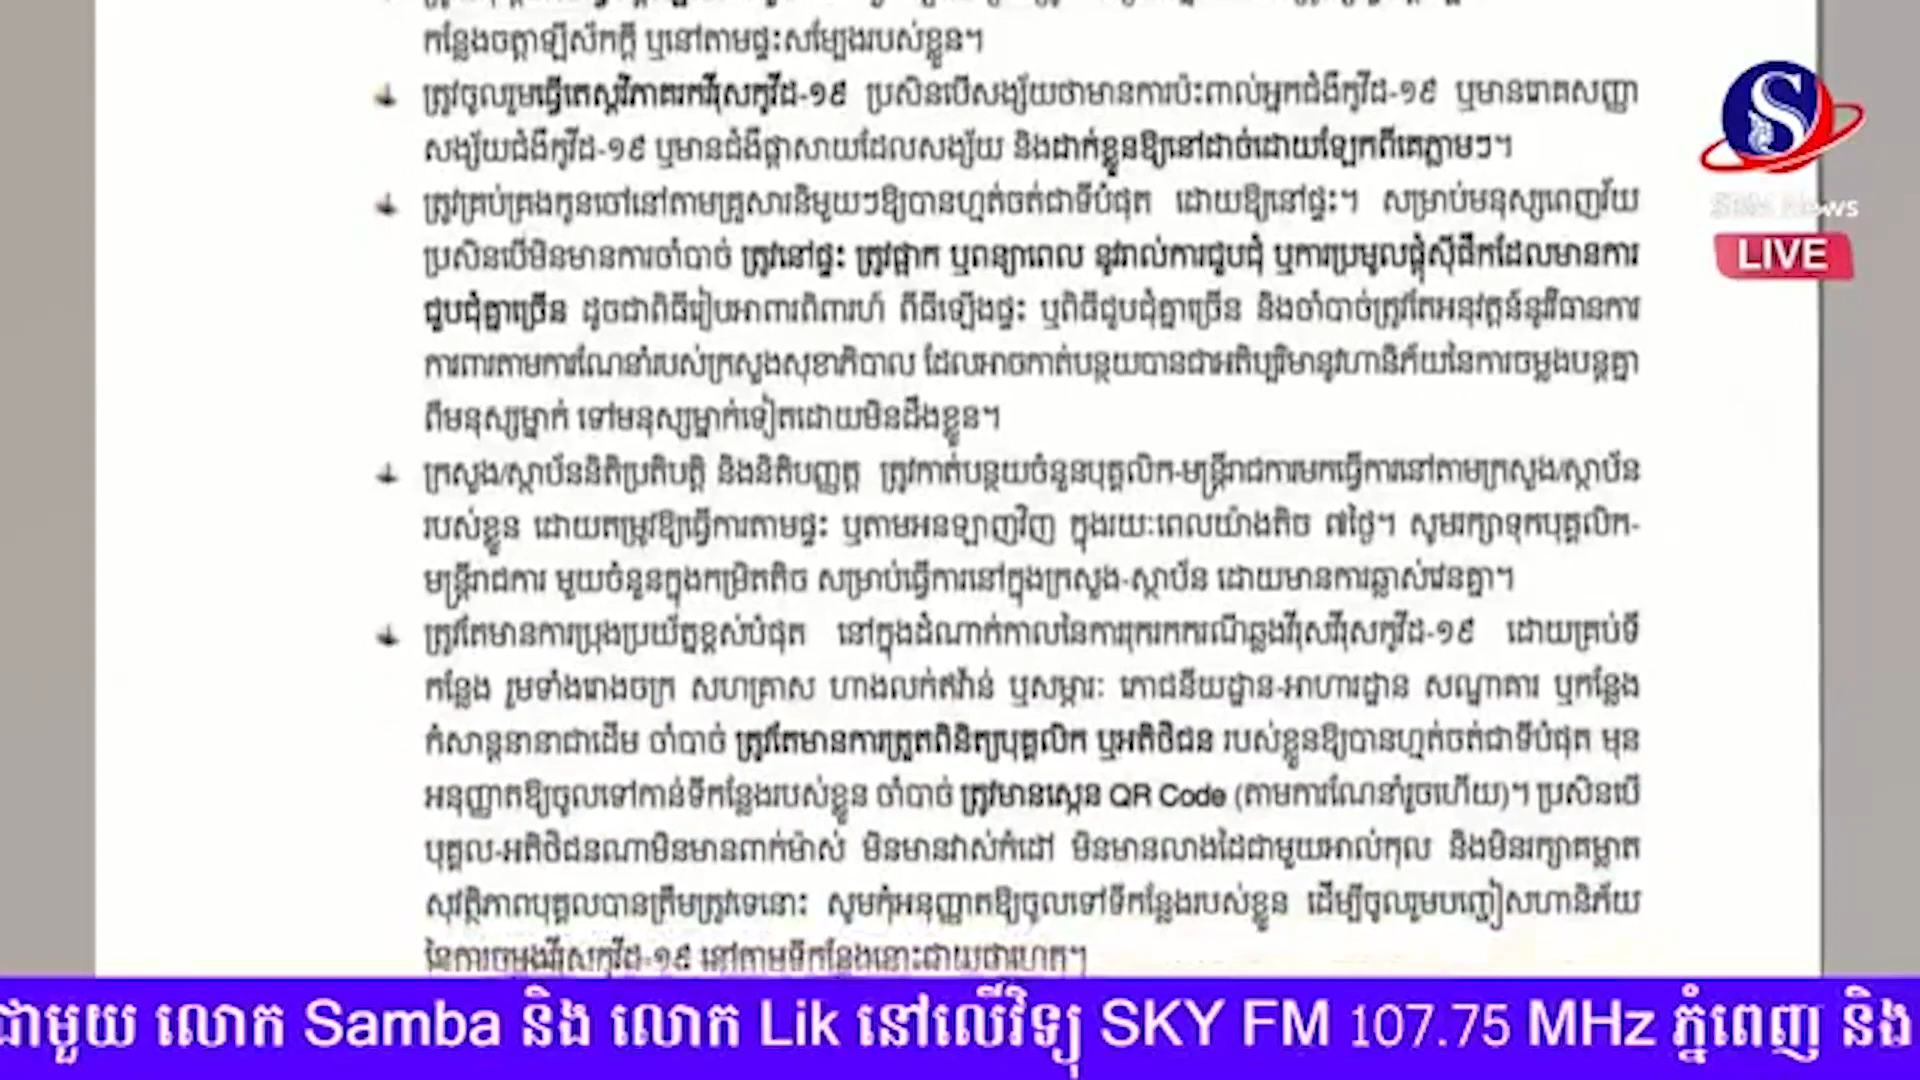 កន្លែងចត្តាឡីស័កក្តី ឬនៅតាមផ្ទះសម្បែងរបស់ខ្លួន។
ត្រូវចូលរួមធ្វើតេស្តវិភាគរកវីរុសកូវីដ-១៩ ប្រសិនបើសង្ស័យថាមានការប៉ះពាល់អ្នកជំងឺកូវីដ-១៩ ឬមានរោគសញ្ញា
សង្ស័យជំងឺកូវីដ-១៩ ឬមានជំងឺផ្តាសាយដែលសង្ស័យ និងដាក់ខ្លួនឱ្យនៅដាច់ដោយឡែកពីគេភ្លាមៗ។
ត្រូវគ្រប់គ្រងកូនចៅនៅតាមគ្រួសារនិមួយៗឱ្យបានហ្មត់ចត់ជាទីបំផុត ដោយឱ្យនៅផ្ទះ។ សម្រាប់មនុស្សពេញវ័យ
ប្រសិនបើមិនមានការចាំបាច់ ត្រូវនៅផ្ទះ ត្រូវផ្អាក ឬពន្យាពេល នូវរាល់ការជួបជុំ ឬការប្រមូលផ្តុំស៊ីផឹកដែលមានការ
ជួបជុំគ្នាច្រើន ដូចជាពិធីរៀបអាពារពិពារហ៍ ពីធីឡើងផ្ទះ ឬពិធីជួបជុំគ្នាច្រើន និងចាំបាច់ត្រូវតែអនុវត្តន៍នូវវិធានការ
ការពារតាមការណែនាំរបស់ក្រសួងសុខាភិបាល ដែលអាចកាត់បន្ថយបានជាអតិប្បរិមានូវហានិភ័យនៃការចម្លងបន្តគ្នា
ពីមនុស្សម្នាក់ ទៅមនុស្សម្នាក់ទៀតដោយមិនដឹងខ្លួន។
ក្រសួង/ស្ថាប័ននិតិប្រតិបត្តិ និងនិតិបញ្ញត្ត ត្រូវកាត់បន្ថយចំនួនបុគ្គលិក-មន្ត្រីរាជការមកធ្វើការនៅតាមក្រសួង/ស្ថាប័ន
របស់ខ្លួន ដោយតម្រូវឱ្យធ្វើការតាមផ្ទះ ឬតាមអនឡាញវិញ ក្នុងរយៈពេលយ៉ាងតិច ៧ថ្ងៃ។ សូមរក្សាទុកបុគ្គលិក-
មន្ត្រីរាជការ មួយចំនួនក្នុងកម្រិតតិច សម្រាប់ធ្វើការនៅក្នុងក្រសួង-ស្ថាប័ន ដោយមានការឆ្លាស់វេនគ្នា។
ត្រូវតែមានការប្រុងប្រយ័ត្នខ្ពស់បំផុត នៅក្នុងដំណាក់កាលនៃការរុករកករណីឆ្លងវីរុសវីរុសកូវីដ-១៩ ដោយគ្រប់ទី
កន្លែង រួមទាំងរោងចក្រ សហគ្រាស ហាងលក់ឥវ៉ាន់ ឬសម្ភារៈ ភោជនីយដ្ឋាន-អាហារដ្ឋាន សណ្ឋាគារ ឬកន្លែង
កំសាន្តនានាជាដើម ចាំបាច់ ត្រូវតែមានការត្រួតពិនិត្យបុគ្គលិក ឬអតិថិជន របស់ខ្លួនឱ្យបានហ្មត់ចត់ជាទីបំផុត មុន
អនុញ្ញាតឱ្យចូលទៅកាន់ទីកន្លែងរបស់ខ្លួន ចាំបាច់ ត្រូវមានស្កេន QR Code (តាមការណែនាំរួចហើយ)។ ប្រសិនបើ
បុគ្គល-អតិថិជនណាមិនមានពាក់ម៉ាស់ មិនមានវាស់កំដៅ មិនមានលាងដៃជាមួយអាល់កុល និងមិនរក្សាគម្លាត
សុវត្ថិភាពបុគ្គលបានត្រឹមត្រូវទេនោះ សូមកុំអនុញ្ញាតឱ្យចូលទៅទីកន្លែងរបស់ខ្លួន ដើម្បីចូលរួមបញ្ចៀសហានិភ័យ
នៃការចម្លងវីរុសកូវីដ-១៩ នៅតាមទីកន្លែងនោះជាយថាហេតុ។
News
LIVE
ជាមួយ លោក Samba និង លោក Lik នៅលើវិទ្យុ SKY FM 107.75 MHz ភ្នំពេញ និង